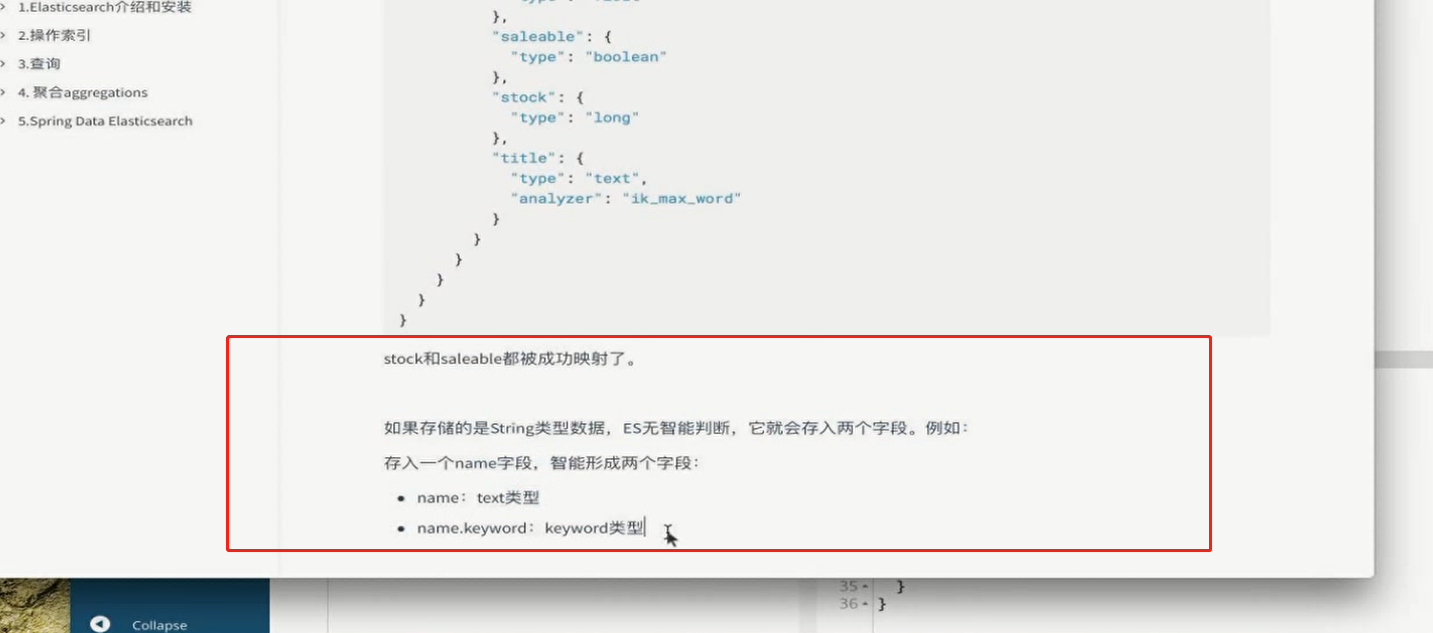 1.Elasticsearch介绍和安装
2.操作索引
3.查询
4. 聚合aggregations
5.Spring Data Elasticsearch
},
"saleable": {
"type": "boolean"
},
"stock": {
"type": "long"
},
"title": {
"type": "text",
"analyzer": "ik_max_word"
}
}
}
}
}
}
stock和saleable都被成功映射了。
如果存储的是String类型数据，ES无智能判断，它就会存入两个字段。例如：
存入一个name字段，智能形成两个字段：
• name：text类型
• name.keyword：keyword类型
35 }
36 }
Collapse